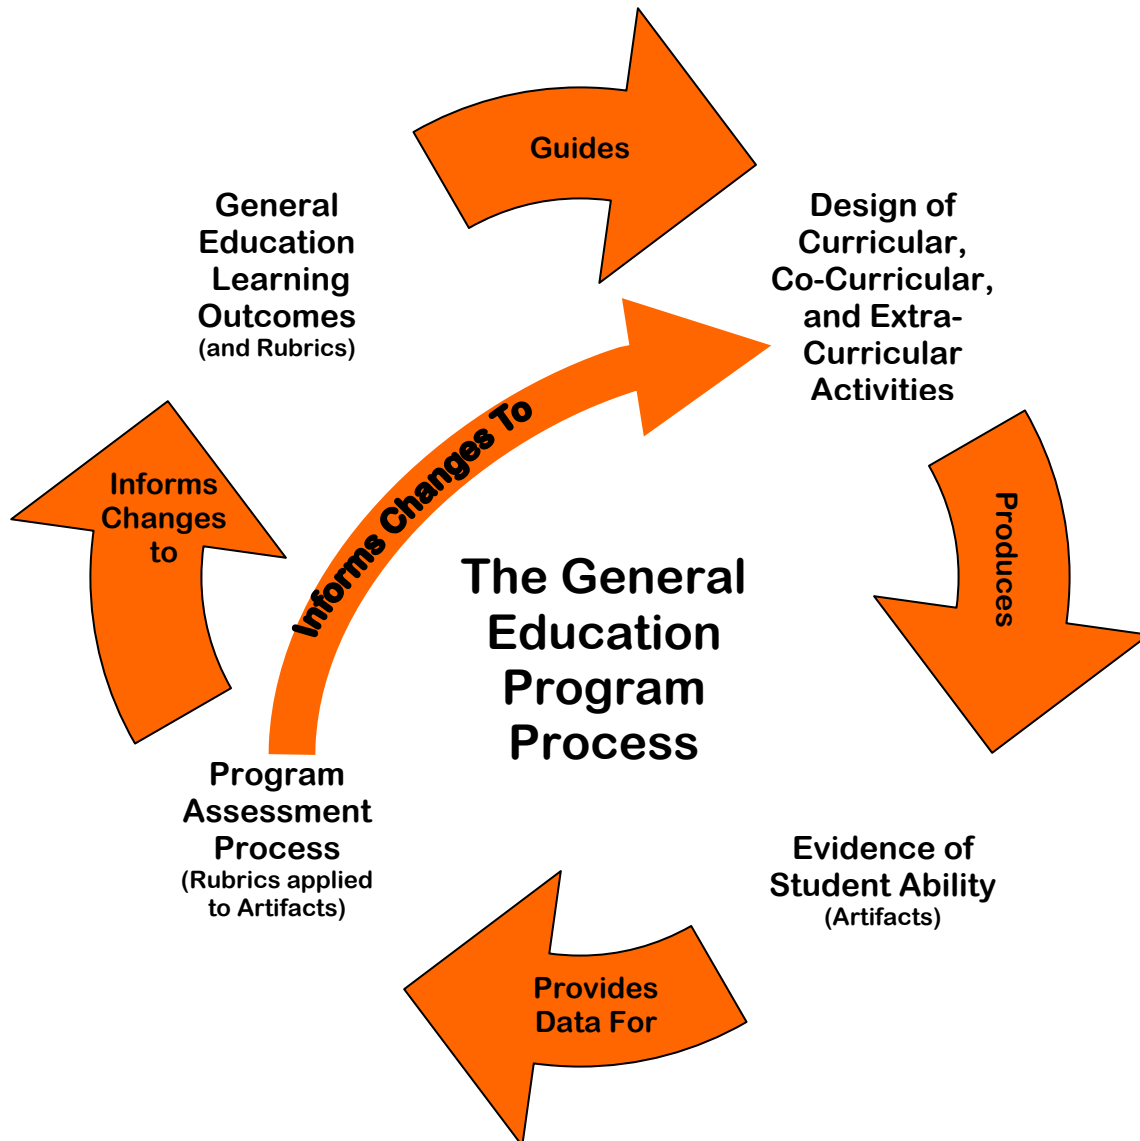 Guides
General
Education
Learning
Outcomes
(and Rubrics)
Design of
Curricular,
Co-Curricular,
and Extra-
Curricular
Activities
Informs
Changes
to
Informs Changes To
Produces
The General
Education
Program
Process
Program
Assessment
Process
(Rubrics applied
to Artifacts)
Evidence of
Student Ability
(Artifacts)
Provides
Data For